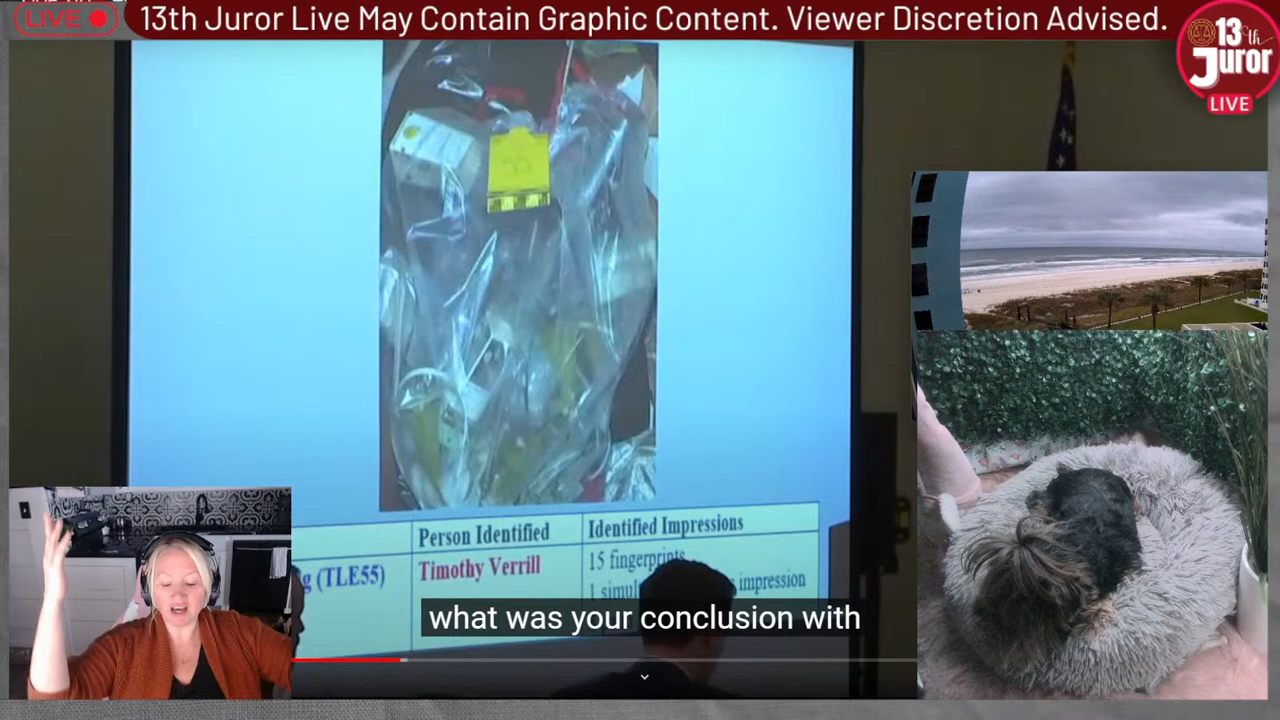 LIVE
13th Juror Live May Contain Graphic Content. Viewer Discretion Advised.
13th
Juror
LIVE
Person Identified
Identified Impressions
(TLE55)
Timothy Verrill
15 fingerprints
1
impression
what was your conclusion with